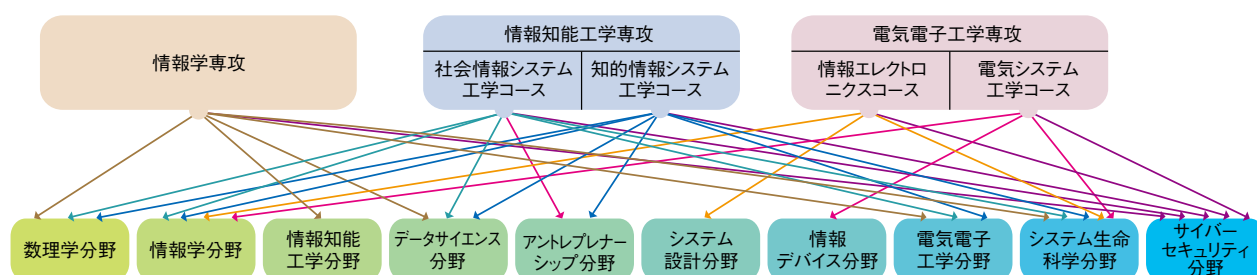 情報学専攻
情報知能工学専攻
社会情報システム
工学コース
知的情報システム
工学コース
電気電子工学専攻
情報エレクトロ
ニクスコース
電気システム
工学コース
数理学分野
情報学分野
情報知能
工学分野
データサイエンス
分野
アントレプレナー
シップ分野
システム
設計分野
情報
デバイス分野
電気電子
工学分野
システム生命
科学分野
サイバー
セキュリティ
分野